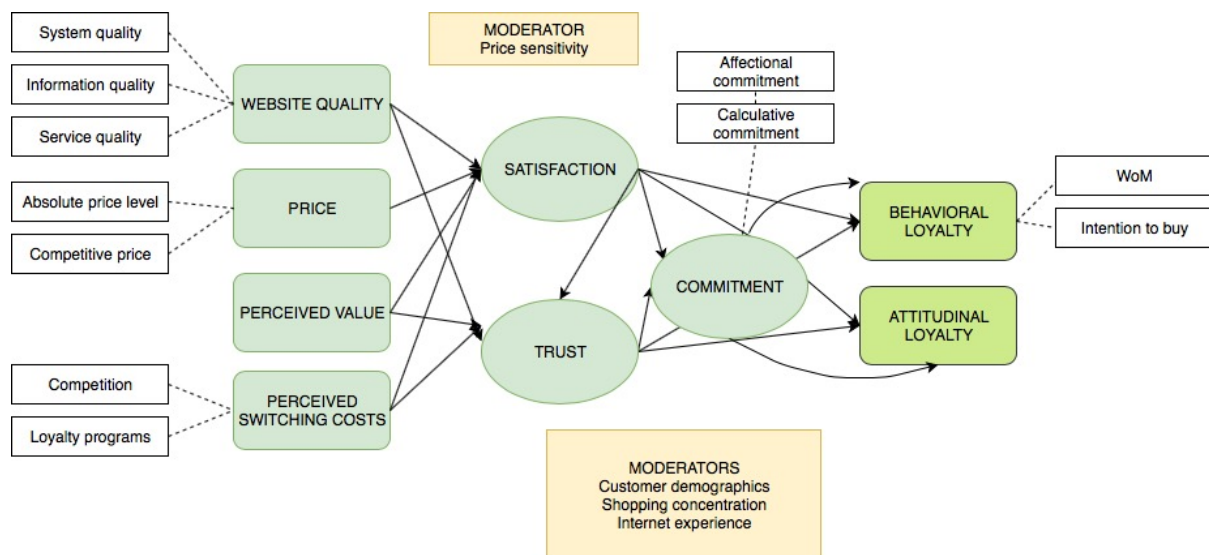 System quality
Information quality
Service quality
Absolute price level
Competitive price
Competition
Loyalty programs
WEBSITE QUALITY
PRICE
PERCEIVED VALUE
PERCEIVED
SWITCHING COSTS
MODERATOR
Price sensitivity
SATISFACTION
TRUST
Affectional
commitment
Calculative
commitment
COMMITMENT
BEHAVIORAL
LOYALTY
ATTITUDINAL
LOYALTY
WoM
Intention to buy
MODERATORS
Customer demographics
Shopping concentration
Internet experience